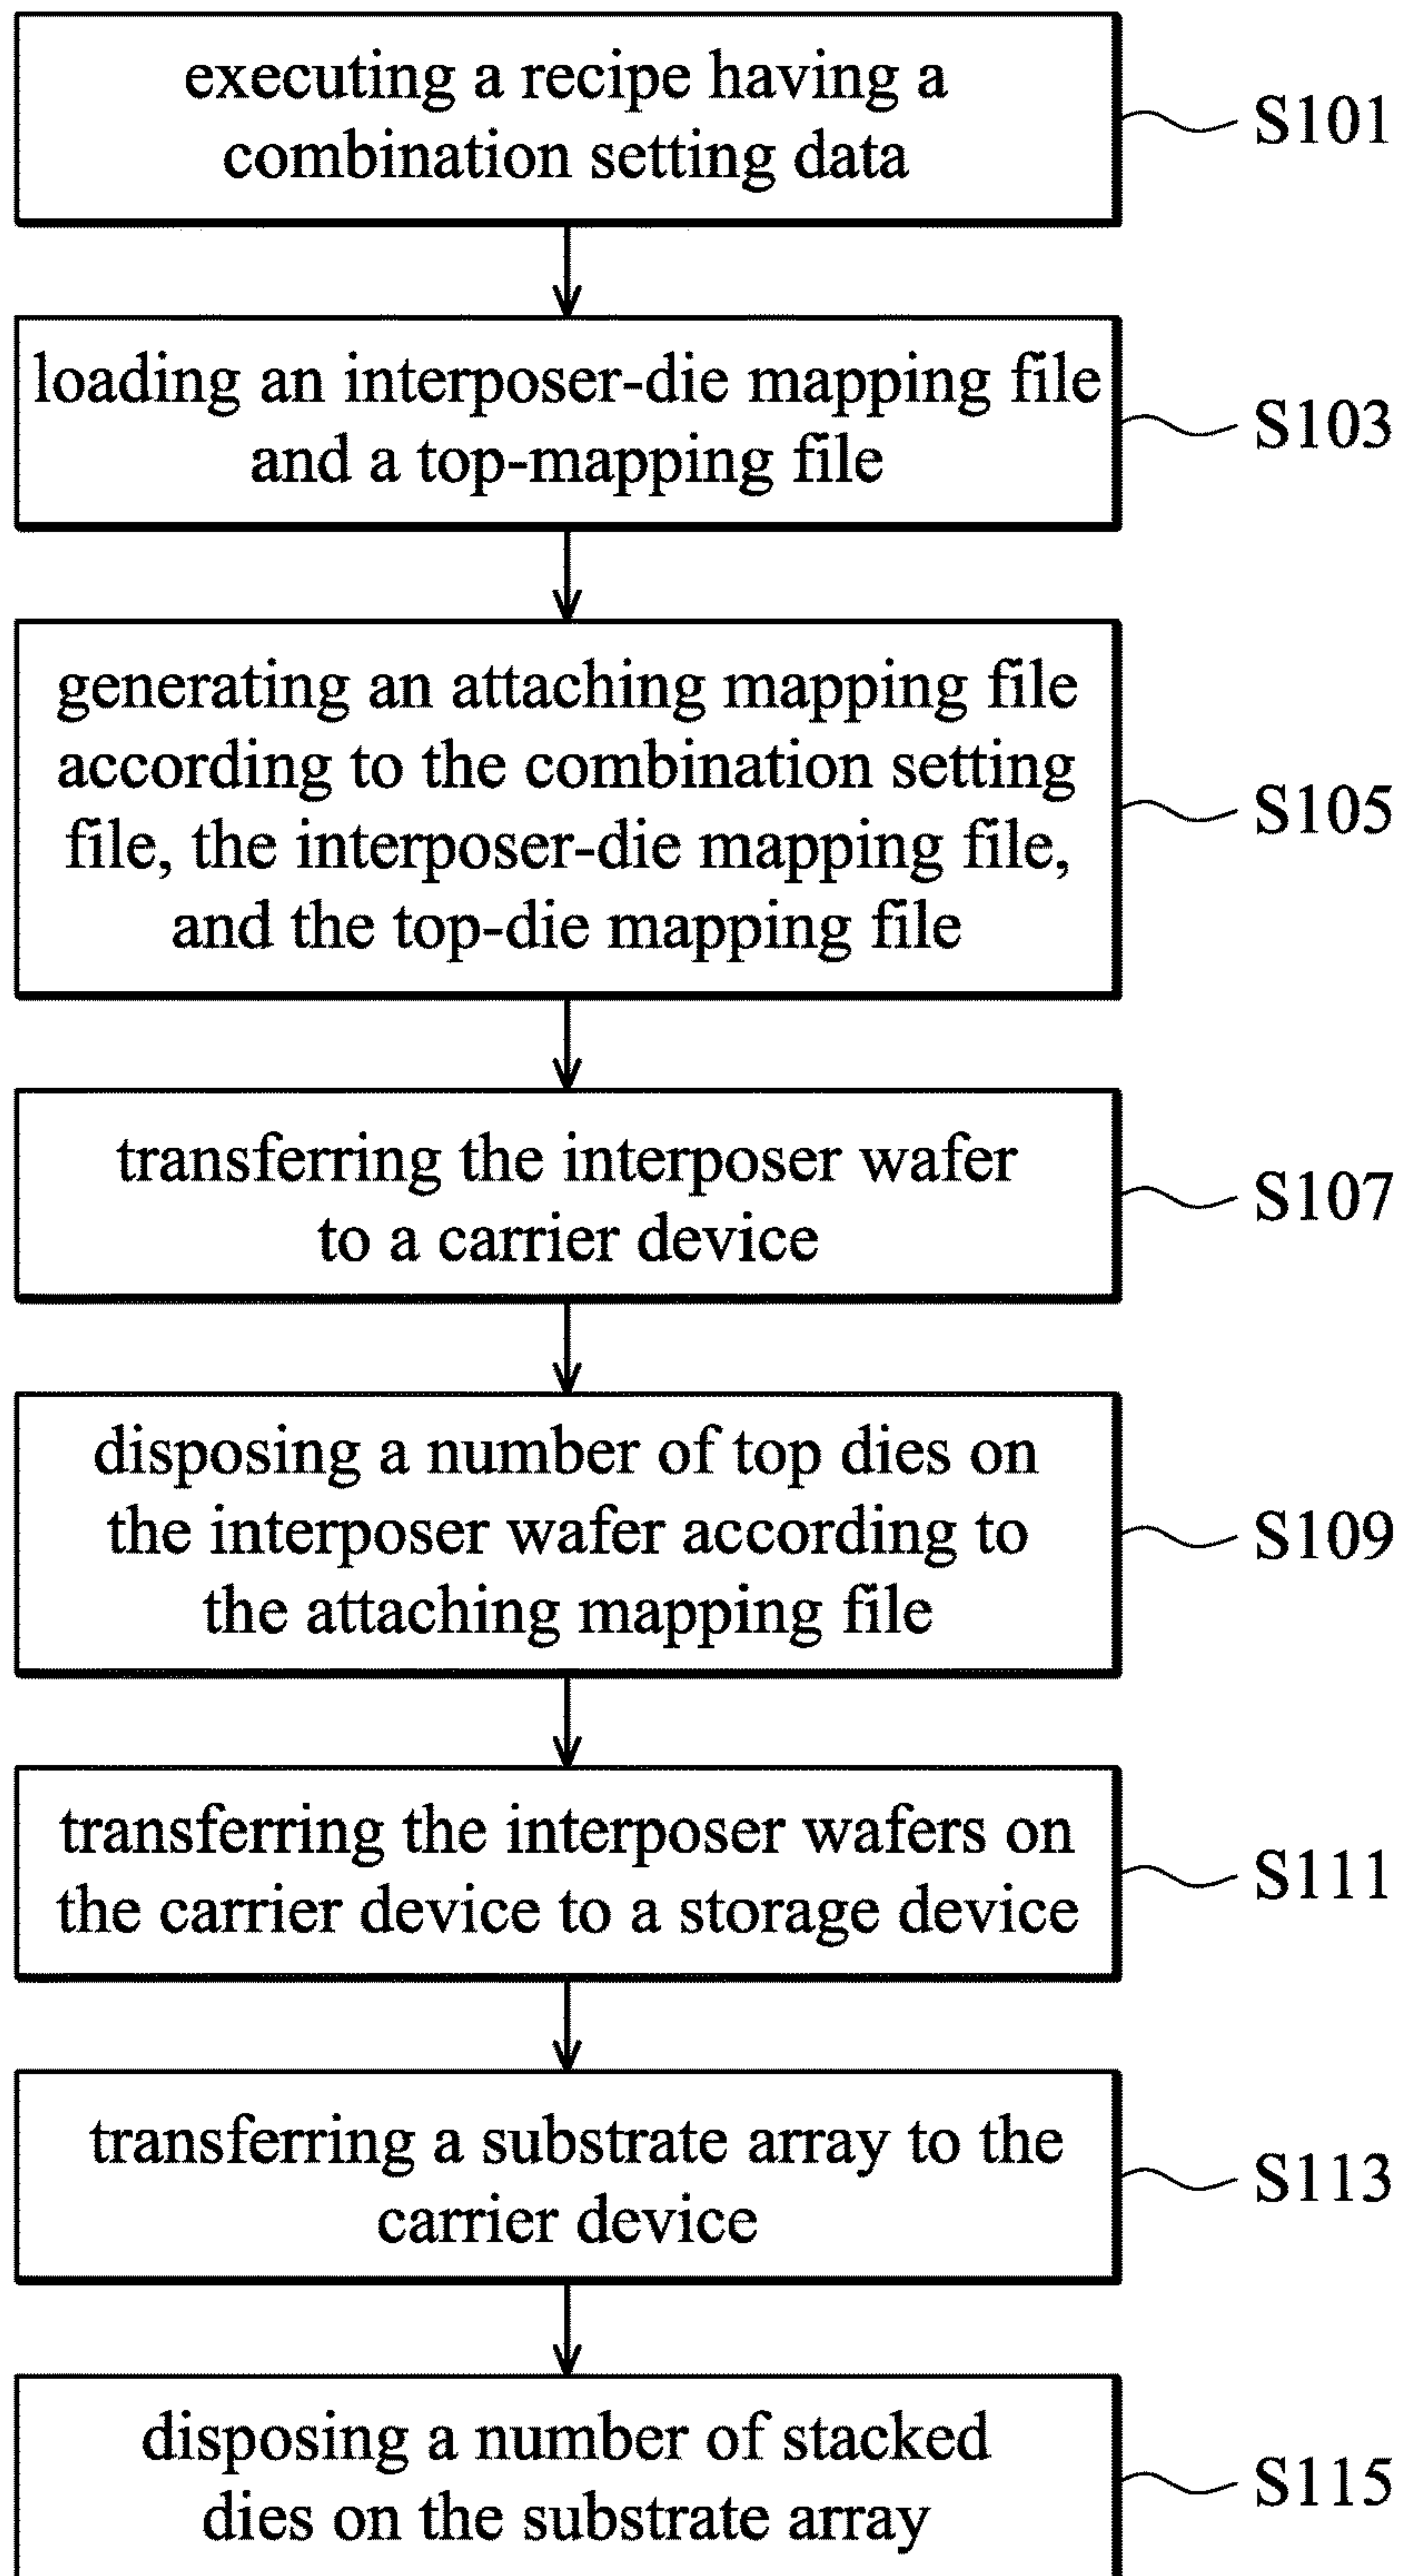 executing a recipe having a
combination setting data
S101
loading an interposer-die mapping file
and a top-mapping file
S103
generating an attaching mapping file
according to the combination setting
file, the interposer-die mapping file,
and the top-die mapping file
S105
transferring the interposer wafer
to a carrier device
S107
disposing a number of top dies on
the interposer wafer according to
the attaching mapping file
S109
transferring the interposer wafers on
the carrier device to a storage device
S111
transferring a substrate array to the
carrier device
S113
disposing a number of stacked
dies on the substrate array
S115